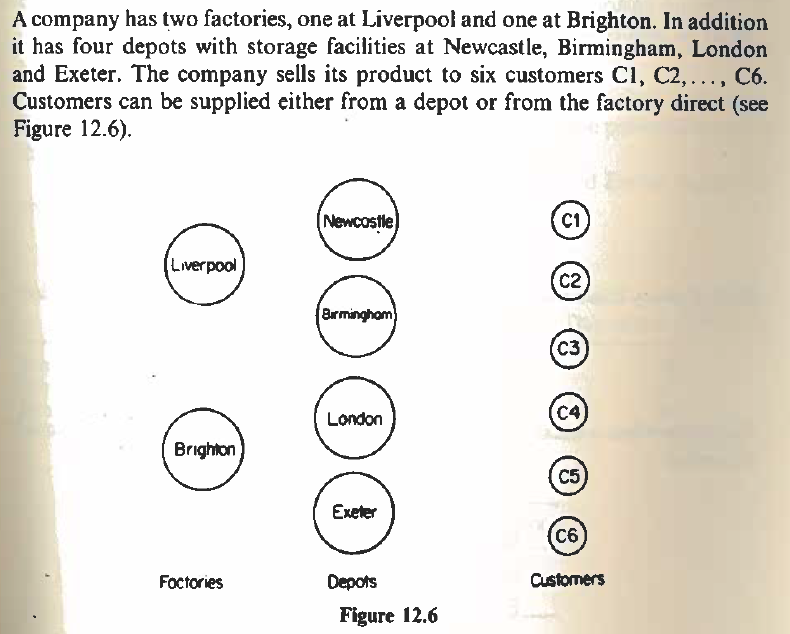 A company has two factories, one at Liverpool and one at Brighton. In addition
it has four depots with storage facilities at Newcastle, Birmingham, London
and Exeter. The company sells its product to six customers C1, C2,..., C6.
Customers can be supplied either from a depot or from the factory direct (see
Figure 12.6).
Newcastle
C1
Liverpool
C2
Birmingham
C3
London
C4
Brighton
C5
Exeter
C6
Factories Depots Customers
Figure 12.6